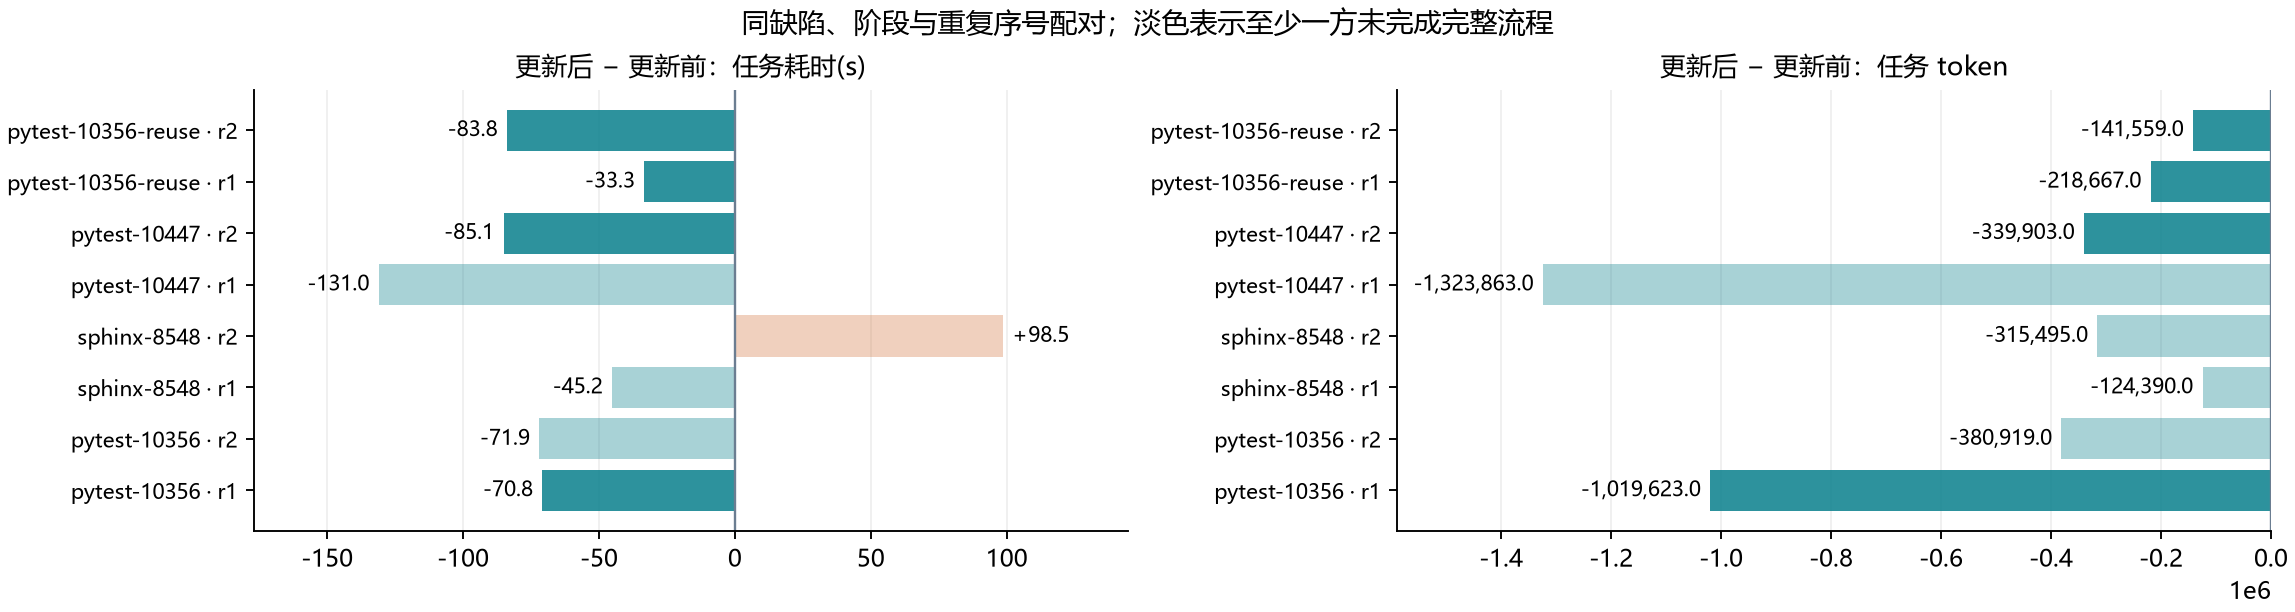 同缺陷、阶段与重复序号配对；淡色表示至少一方未完成完整流程
更新后 − 更新前：任务耗时(s)
pytest-10356-reuse · r2
-83.8
pytest-10356-reuse · r1
-33.3
pytest-10447 · r2
-85.1
pytest-10447 · r1
-131.0
sphinx-8548 · r2
+98.5
sphinx-8548 · r1
-45.2
pytest-10356 · r2
-71.9
pytest-10356 · r1
-70.8
-150 -100 -50 0 50 100
更新后 − 更新前：任务 token
pytest-10356-reuse · r2
-141,559.0
pytest-10356-reuse · r1
-218,667.0
pytest-10447 · r2
-339,903.0
pytest-10447 · r1
-1,323,863.0
sphinx-8548 · r2
-315,495.0
sphinx-8548 · r1
-124,390.0
pytest-10356 · r2
-380,919.0
pytest-10356 · r1
-1,019,623.0
-1.4 -1.2 -1.0 -0.8 -0.6 -0.4 -0.2 0.0
1e6